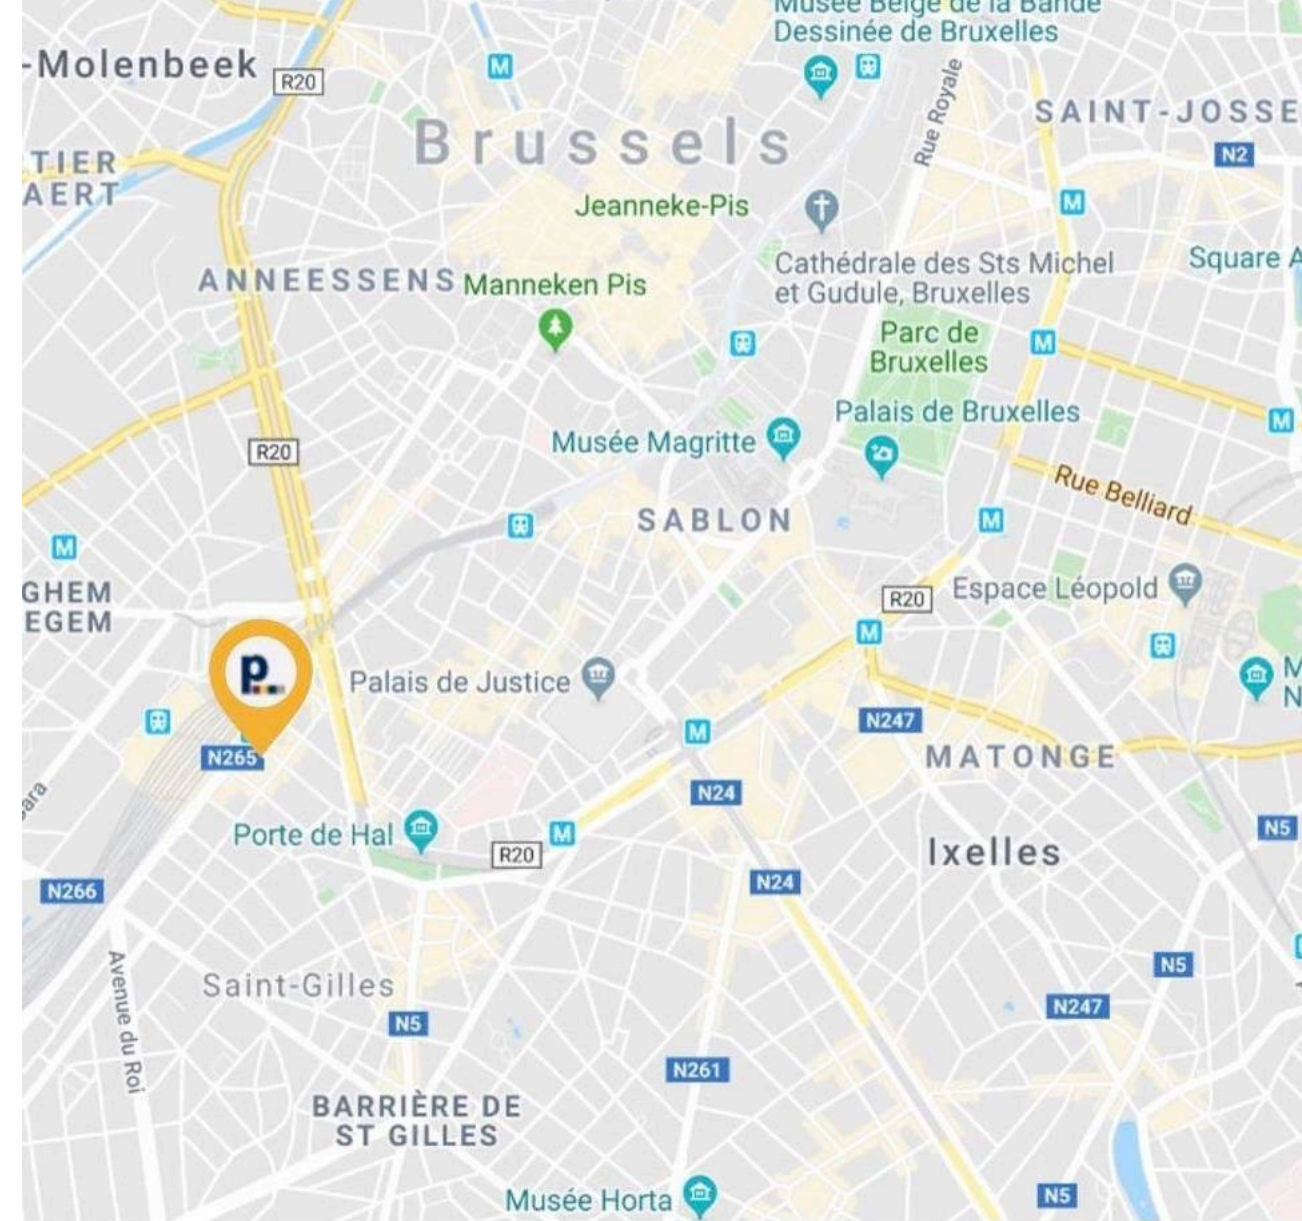 Musée Belge de la Bande
Dessinée de Bruxelles
-Molenbeek
M
R20
Rue Royale
SAINT-JOSSE
Brussels
N2
TIER
AERT
Jeanneke-Pis
M
Cathédrale des Sts Michel
et Gudule, Bruxelles
Square A
ANNEESSENS
Manneken Pis
Parc de
Bruxelles
M
Palais de Bruxelles
M
Musée Magritte
R20
Rue Belliard
SABLON
M
M
GHEM
EGEM
R20
Espace Léopold
M
p.
Palais de Justice
M
N
N247
M
N265
MATONGE
N24
ara
Porte de Hal
M
R20
N5
Ixelles
N266
N24
Avenue du Roi
N5
Saint-Gilles
N247
N5
N261
BARRIÈRE DE
ST GILLES
Musée Horta
N5